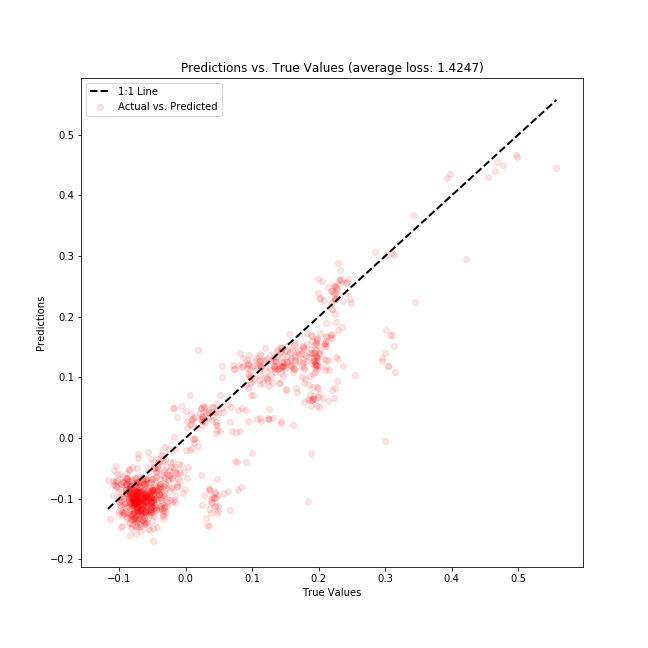 Predictions vs. True Values (average loss: 1.4247)
1:1 Line
Actual vs. Predicted
0.5
0.4
0.3
0.2
0.1
0.0
−0.1
−0.2
Predictions
−0.1 0.0 0.1 0.2 0.3 0.4 0.5
True Values